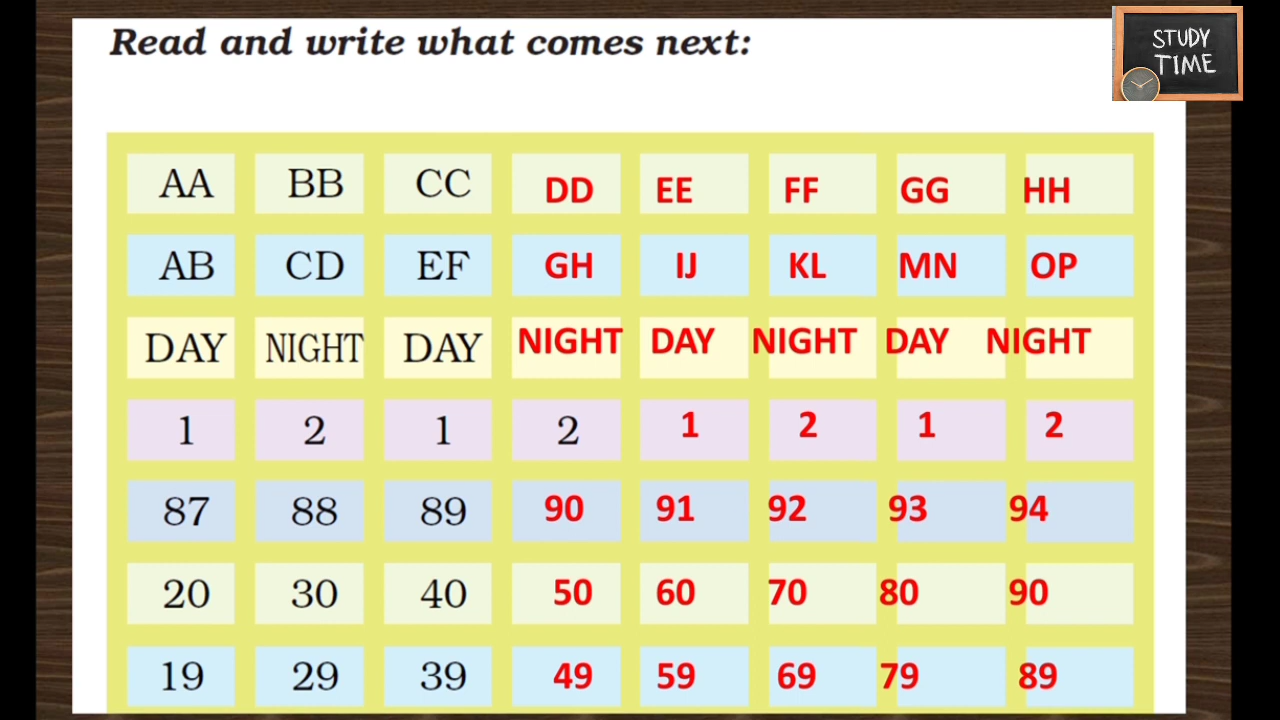 Read and write what comes next:
STUDY
TIME
AA BB CC DD EE FF GG HH
AB CD EF GH IJ KL MN OP
DAY NIGHT DAY NIGHT DAY NIGHT DAY NIGHT
1 2 1 2 1 2 1 2
87 88 89 90 91 92 93 94
20 30 40 50 60 70 80 90
19 29 39 49 59 69 79 89